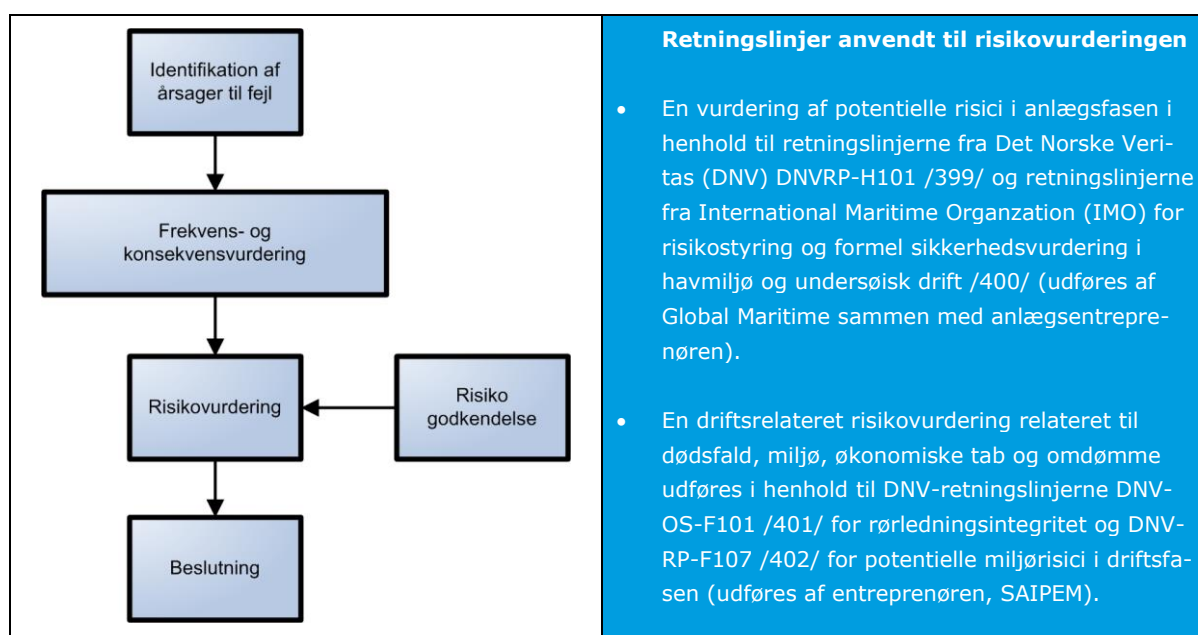 Identifikation af
årsager til fejl
Frekvens- og
konsekvensvurdering
Risikovurdering
Risiko
godkendelse
Beslutning
Retningslinjer anvendt til risikovurderingen
• En vurdering af potentielle risici i anlægsfasen i
henhold til retningslinjerne fra Det Norske Veri-
tas (DNV) DNVRP-H101 /399/ og retningslinjerne
fra International Maritime Organzation (IMO) for
risikostyring og formel sikkerhedsvurdering i
havmiljø og undersøisk drift /400/ (udføres af
Global Maritime sammen med anlægsentrepre-
nøren).
• En driftsrelateret risikovurdering relateret til
dødsfald, miljø, økonomiske tab og omdømme
udføres i henhold til DNV-retningslinjerne DNV-
OS-F101 /401/ for rørledningsintegritet og DNV-
RP-F107 /402/ for potentielle miljørisici i driftsfa-
sen (udføres af entreprenøren, SAIPEM).